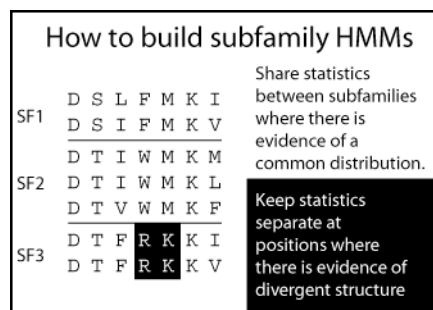 How to build subfamily HMMs
SF1
D S L F M K I
D S I F M K V
SF2
D T I W M K M
D T I W M K L
D T V W M K F
SF3
D T F R K K I
D T F R K K V
Share statistics
between subfamilies
where there is
evidence of a
common distribution.
Keep statistics
separate at
positions where
there is evidence of
divergent structure